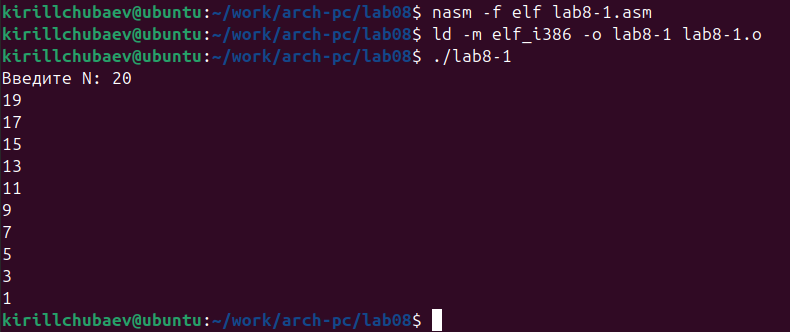 kirillchubaev@ubuntu:~/work/arch-pc/lab08$ nasm -f elf lab8-1.asm
kirillchubaev@ubuntu:~/work/arch-pc/lab08$ ld -m elf_i386 -o lab8-1 lab8-1.o
kirillchubaev@ubuntu:~/work/arch-pc/lab08$ ./lab8-1
Введите N: 20
19
17
15
13
11
9
7
5
3
1
kirillchubaev@ubuntu:~/work/arch-pc/lab08$